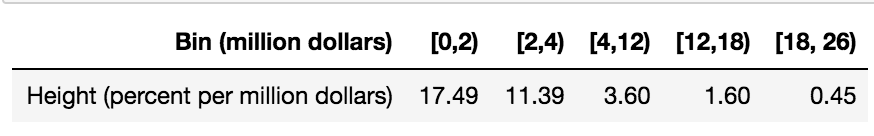 Bin (million dollars) [0,2) [2,4) [4,12) [12,18) [18, 26)
Height (percent per million dollars) 17.49 11.39 3.60 1.60 0.45